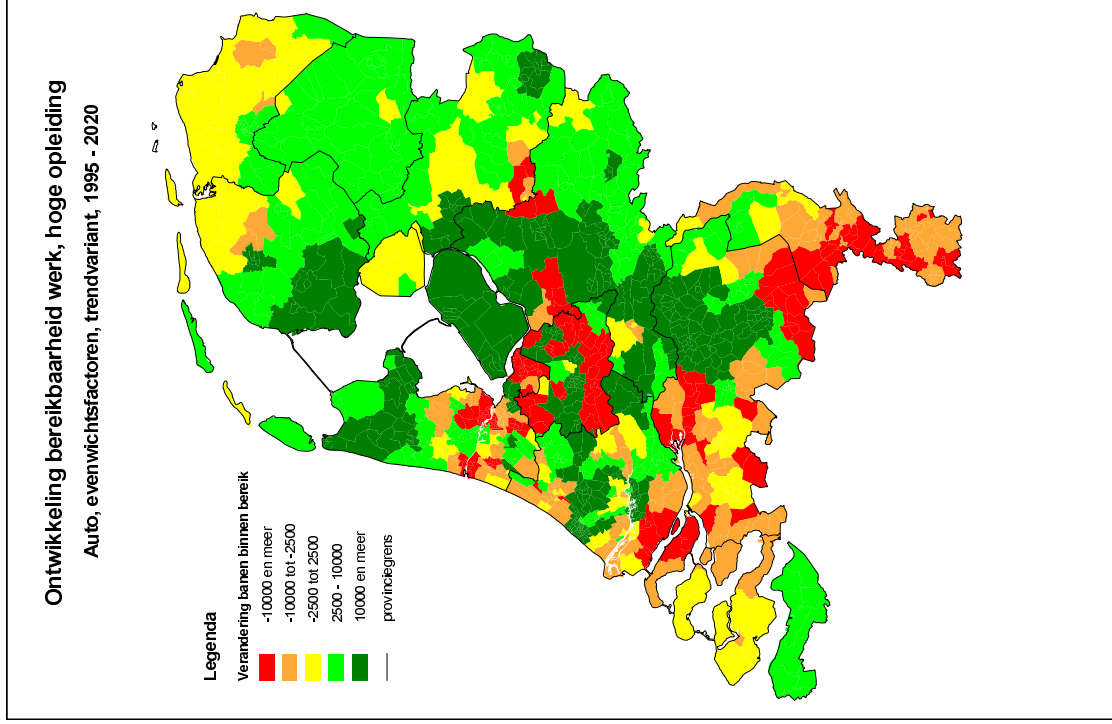 Ontwikkeling bereikbaarheid werk, hoge opleiding
Auto, evenwichtsfactoren, trendvariant, 1995 - 2020
Legenda
Verandering banen binnen bereik
-10000 en meer
-10000 tot -2500
-2500 tot 2500
2500 - 10000
10000 en meer
provinciegrens